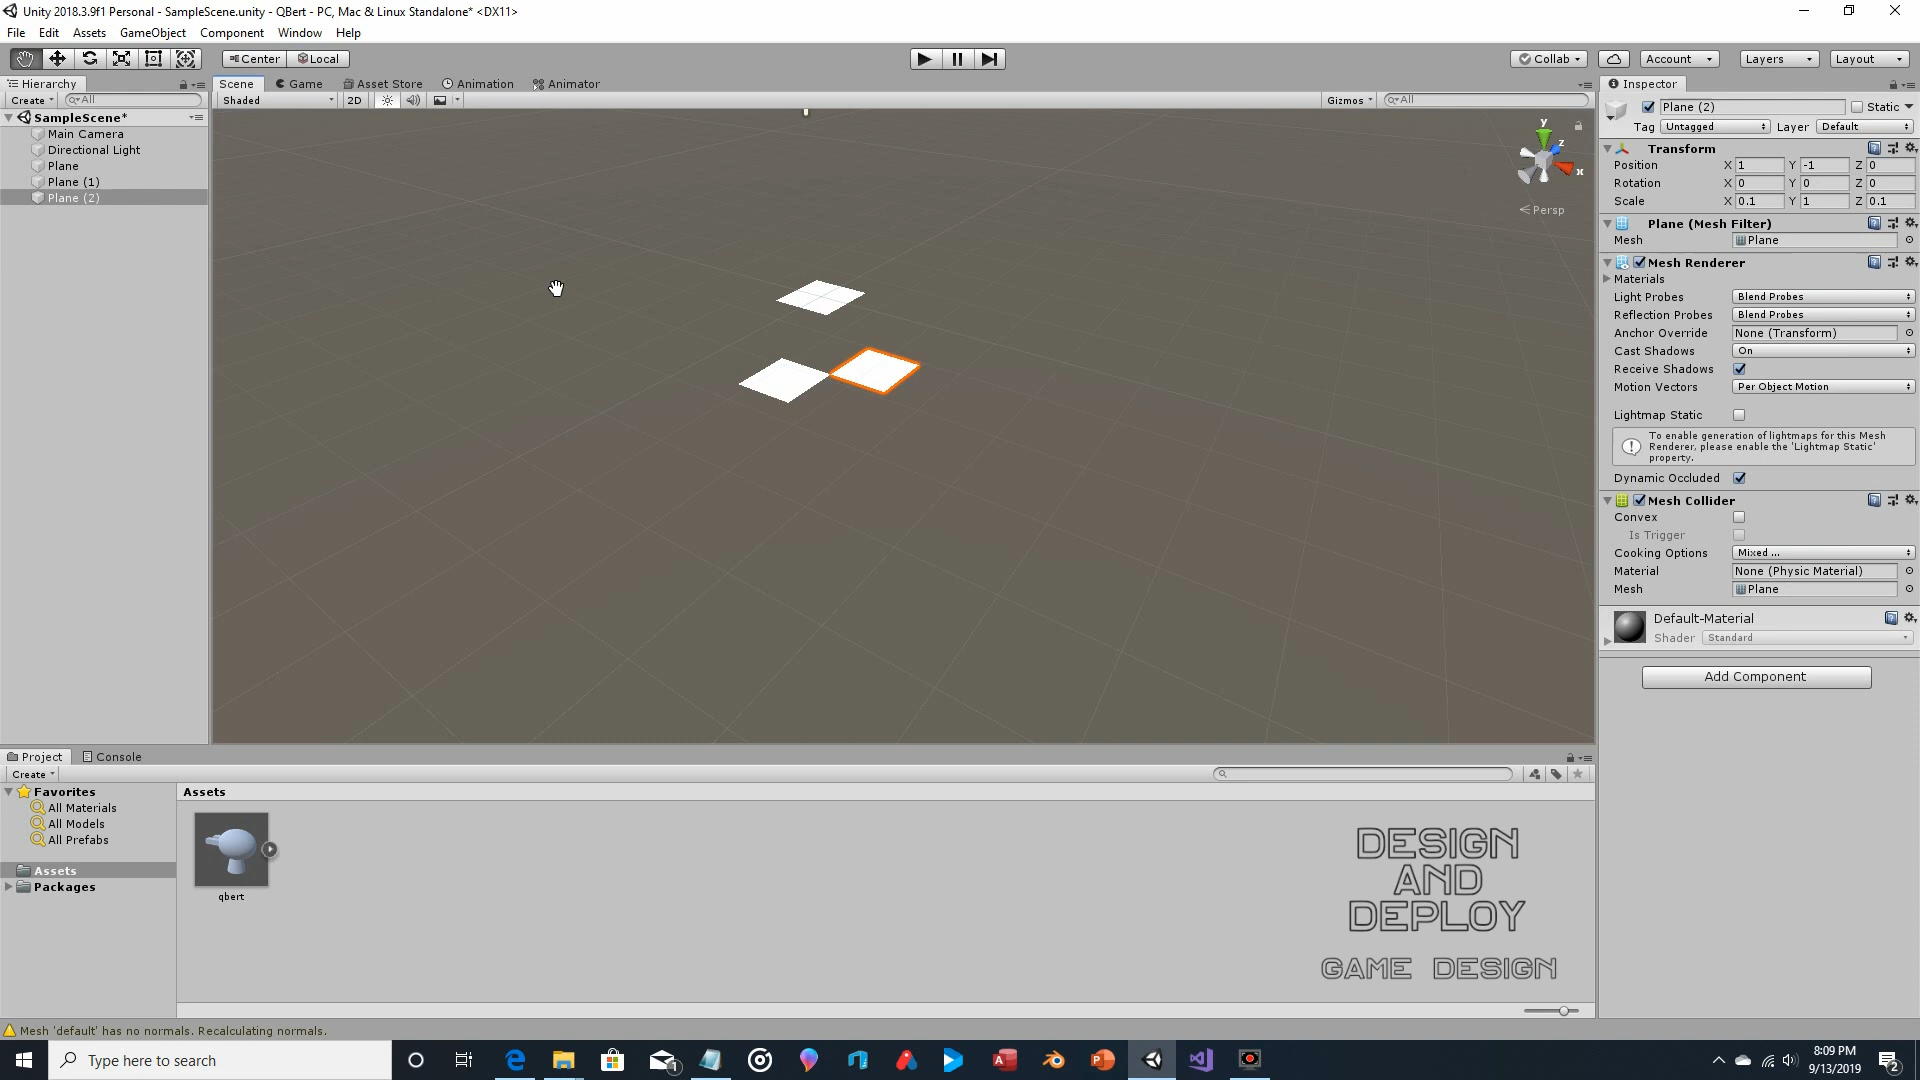 Unity 2018.3.9f1 Personal - SampleScene.unity - QBert - PC, Mac & Linux Standalone* <DX11>
File Edit Assets GameObject Component Window Help
Center Local Collab Account Layers Layout
Hierarchy
Create All
SampleScene*
Main Camera
Directional Light
Plane
Plane (1)
Plane (2)
Scene Game Asset Store Animation Animator
Shaded 2D Gizmos All
y
z
x
Persp
Inspector
Plane (2) Static
Tag Untagged Layer Default
Transform
Position X 1 Y -1 Z 0
Rotation X 0 Y 0 Z 0
Scale X 0.1 Y 1 Z 0.1
Plane (Mesh Filter)
Mesh Plane
Mesh Renderer
Materials
Light Probes Blend Probes
Reflection Probes Blend Probes
Anchor Override None (Transform)
Cast Shadows On
Receive Shadows
Motion Vectors Per Object Motion
Lightmap Static
To enable generation of lightmaps for this Mesh
Renderer, please enable the 'Lightmap Static'
property.
Dynamic Occluded
Mesh Collider
Convex
Is Trigger
Cooking Options Mixed ...
Material None (Physic Material)
Mesh Plane
Default-Material
Shader Standard
Add Component
Project Console
Create
Favorites
All Materials
All Models
All Prefabs
Assets
Packages
Assets
qbert
DESIGN
AND
DEPLOY
GAME DESIGN
Mesh 'default' has no normals. Recalculating normals.
Type here to search
1
8:09 PM
9/13/2019
2